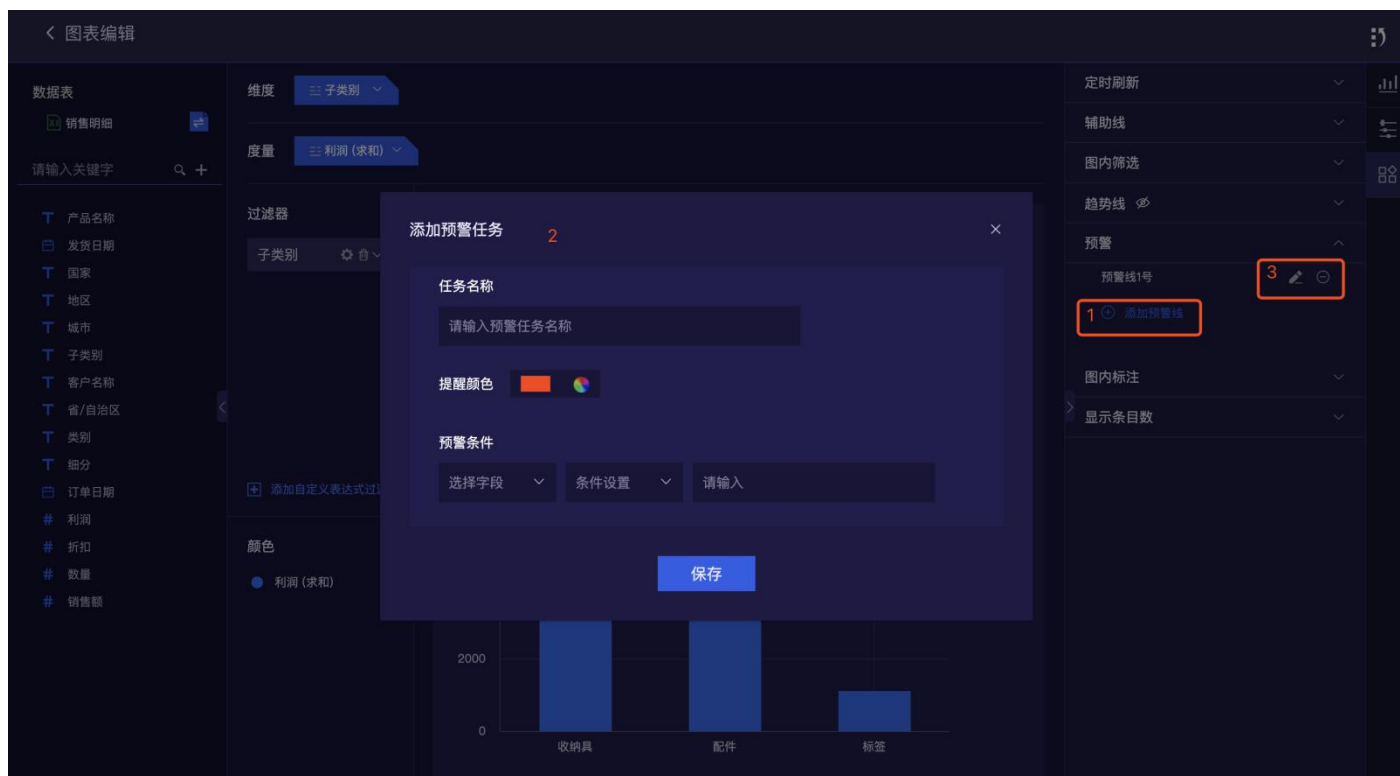 图表编辑
数据表
销售明细
请输入关键字
产品名称
发货日期
国家
地区
城市
子类别
客户名称
省/自治区
类别
细分
订单日期
利润
折扣
数量
销售额
维度
子类别
度量
利润 (求和)
过滤器
子类别
添加自定义表达式过
颜色
利润 (求和)
添加预警任务
2
任务名称
请输入预警任务名称
提醒颜色
预警条件
选择字段
条件设置
请输入
保存
2000
0
收纳具
配件
标签
定时刷新
辅助线
图内筛选
趋势线
预警
预警线1号
3
1
添加预警线
图内标注
显示条目数